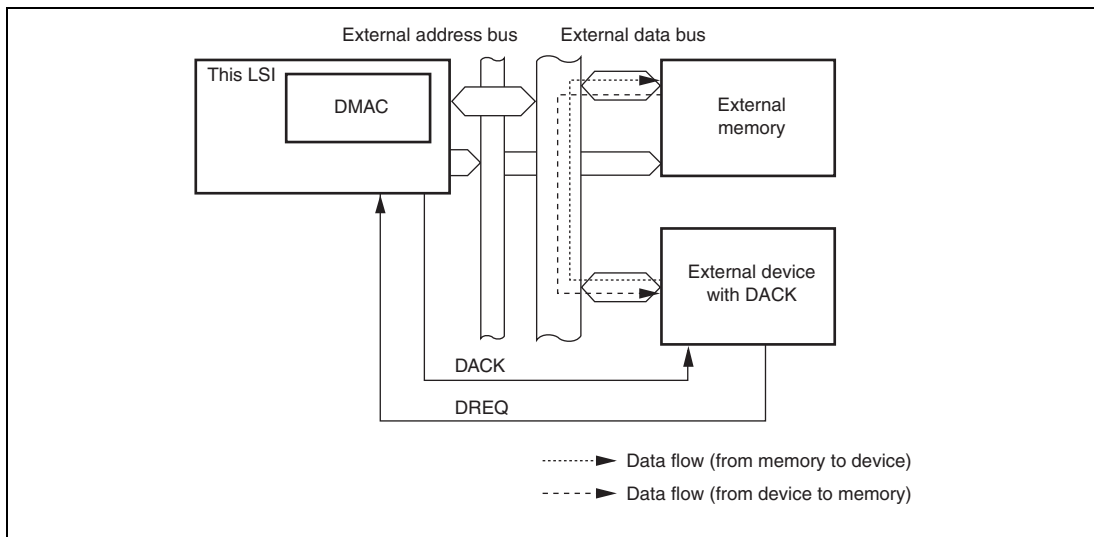 External address bus
External data bus
This LSI
DMAC
External
memory
External device
with DACK
DACK
DREQ
Data flow (from memory to device)
Data flow (from device to memory)